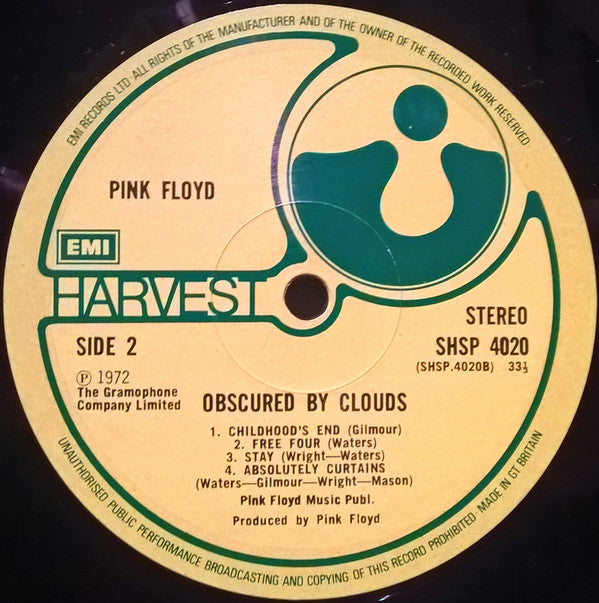 EMI RECORDS LTD·ALL RIGHTS OF THE MANUFACTURER AND OF THE OWNER OF THE RECORDED WORK RESERVED
PINK FLOYD
EMI
HARVEST
STEREO
SIDE 2
SHSP 4020
(SHSP.4020B) 33⅓
Ⓟ 1972
The Gramophone
Company Limited
OBSCURED BY CLOUDS
1. CHILDHOOD'S END (Gilmour)
2. FREE FOUR (Waters)
3. STAY (Wright—Waters)
4. ABSOLUTELY CURTAINS
(Waters—Gilmour—Wright—Mason)
Pink Floyd Music Publ.
Produced by Pink Floyd
UNAUTHORISED PUBLIC PERFORMANCE BROADCASTING AND COPYING OF THIS RECORD PROHIBITED·MADE IN GT BRITAIN